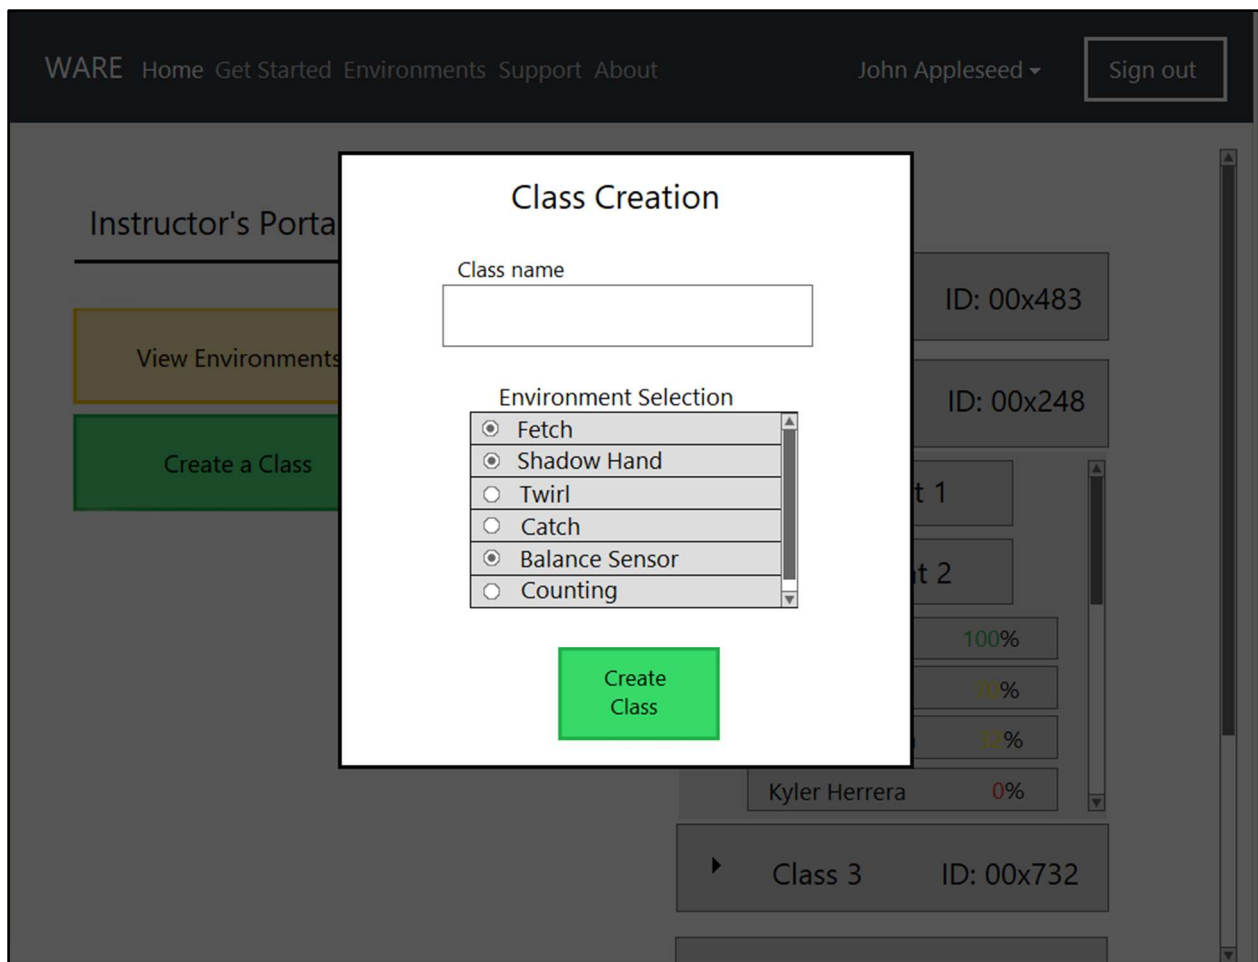 WARE Home Get Started Environments Support About John Appleseed Sign out
Instructor's Porta
View Environments
Create a Class
Class Creation
Class name
Environment Selection
Fetch
Shadow Hand
Twirl
Catch
Balance Sensor
Counting
Create
Class
ID: 00x483
ID: 00x248
t 1
t 2
100%
70%
%
Kyler Herrera 0%
Class 3 ID: 00x732